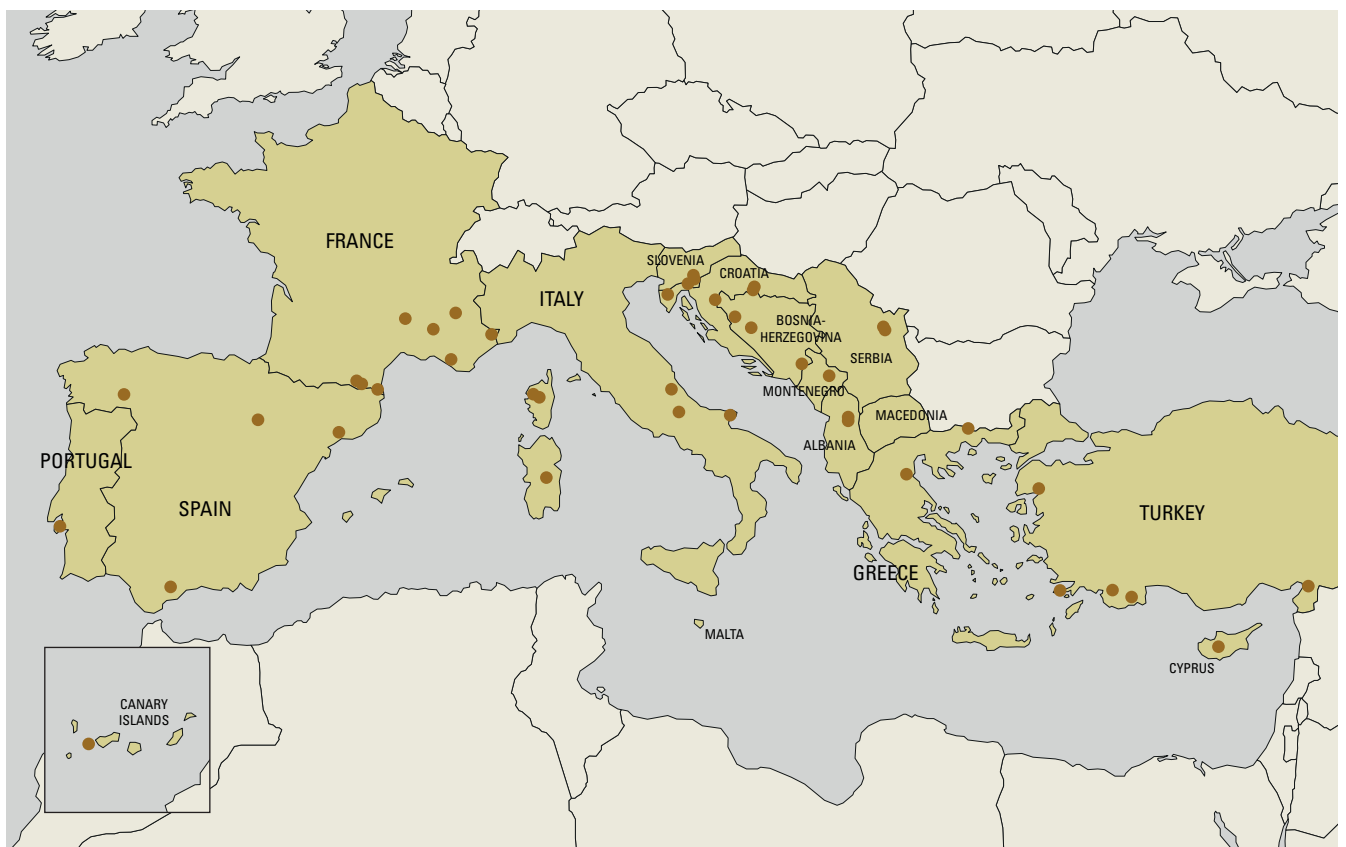 FRANCE
SLOVENIA
CROATIA
ITALY
BOSNIA-
HERZEGOVINA
SERBIA
MONTENEGRO
MACEDONIA
ALBANIA
PORTUGAL
SPAIN
TURKEY
GREECE
MALTA
CYPRUS
CANARY
ISLANDS